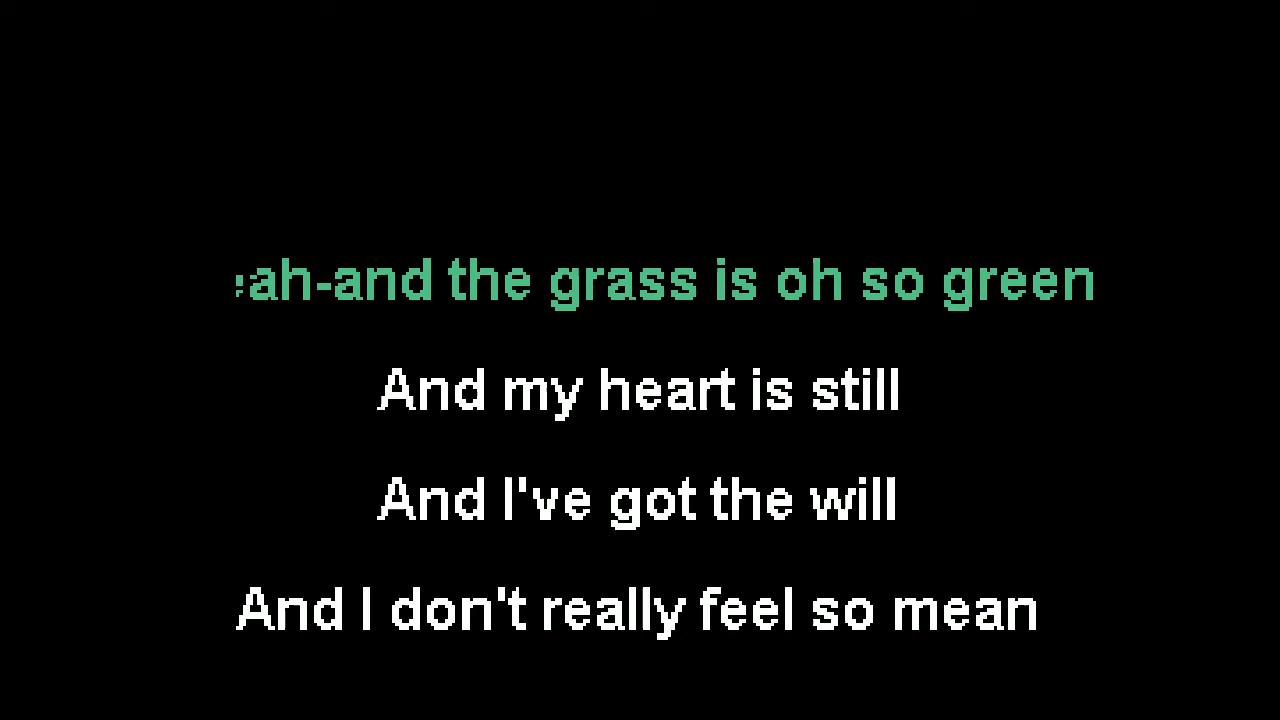 ah-and the grass is oh so green
And my heart is still
And I've got the will
And I don't really feel so mean